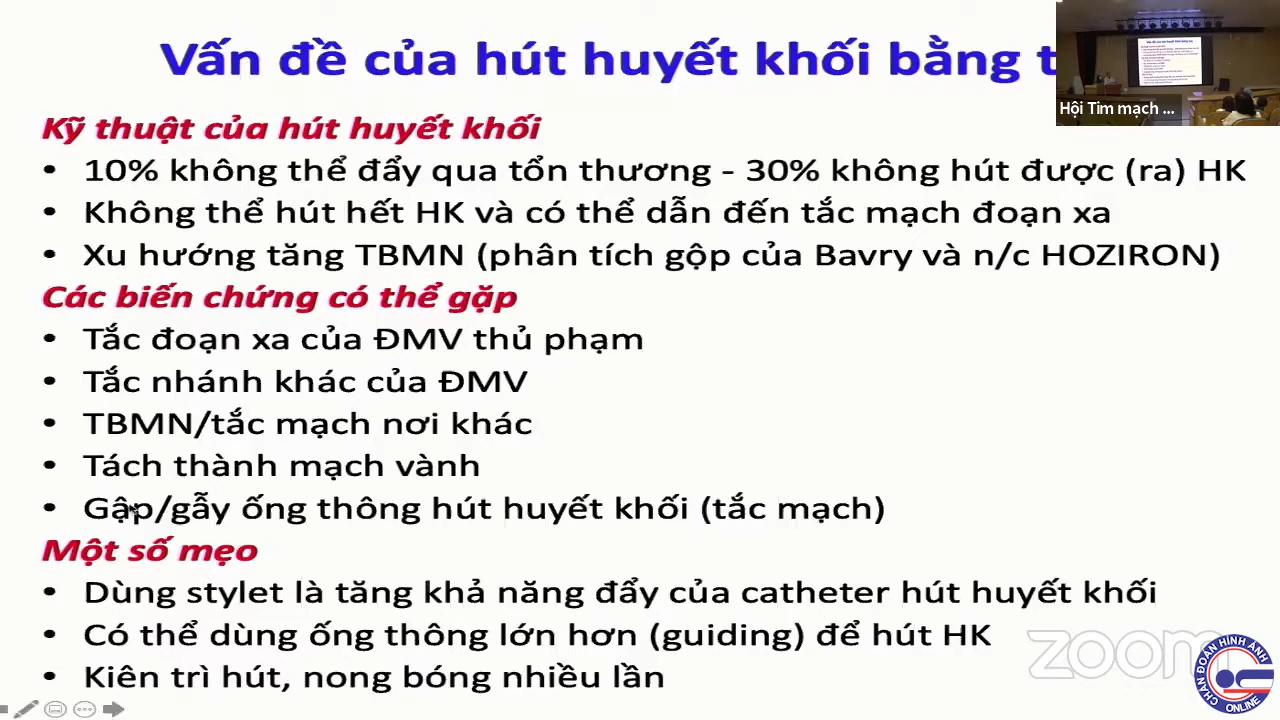 Vấn đề của hút huyết khối bằng t
Hội Tim mạch ...
Kỹ thuật của hút huyết khối
• 10% không thể đẩy qua tổn thương - 30% không hút được (ra) HK
• Không thể hút hết HK và có thể dẫn đến tắc mạch đoạn xa
• Xu hướng tăng TBMN (phân tích gộp của Bavry và n/c HOZIRON)
Các biến chứng có thể gặp
• Tắc đoạn xa của ĐMV thủ phạm
• Tắc nhánh khác của ĐMV
• TBMN/tắc mạch nơi khác
• Tách thành mạch vành
• Gập/gẫy ống thông hút huyết khối (tắc mạch)
Một số mẹo
• Dùng stylet là tăng khả năng đẩy của catheter hút huyết khối
• Có thể dùng ống thông lớn hơn (guiding) để hút HK
• Kiên trì hút, nong bóng nhiều lần
zoom
CHẨN ĐOÁN HÌNH ẢNH
ONLINE